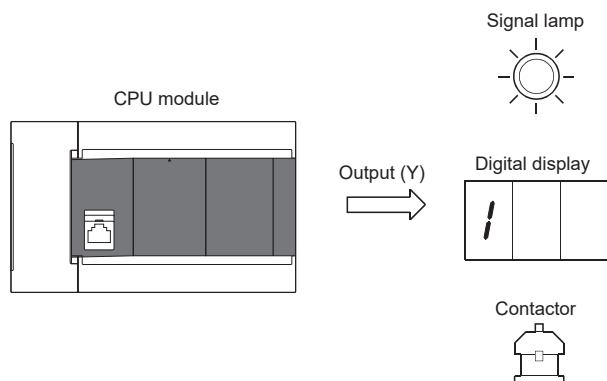 Signal lamp
CPU module
Output (Y)
Digital display
1
Contactor